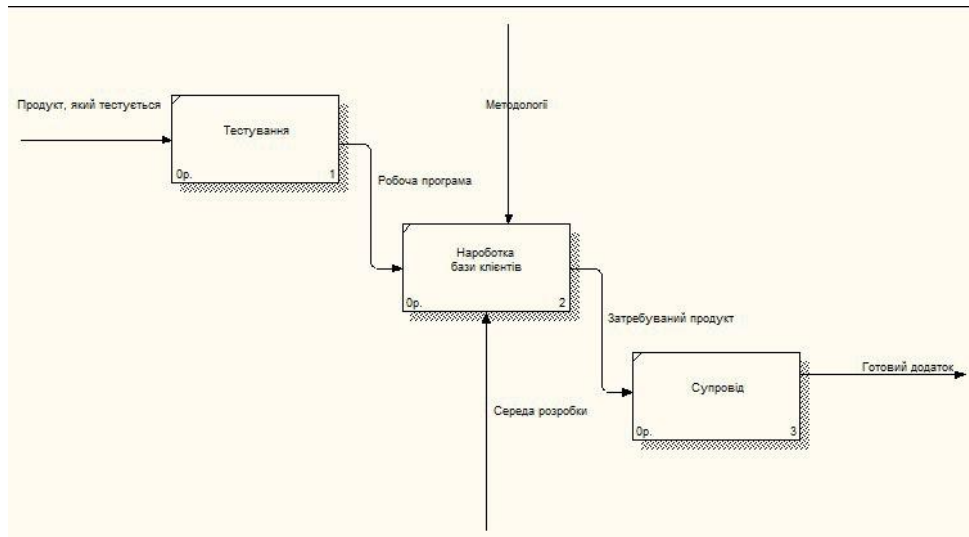 Продукт, який тестується
Методології
Тестування
0р.
1
Робоча програма
Нароботка
бази клієнтів
0р.
2
Затребуваний продукт
Готовий додаток
Супровід
Середа розробки
0р.
3